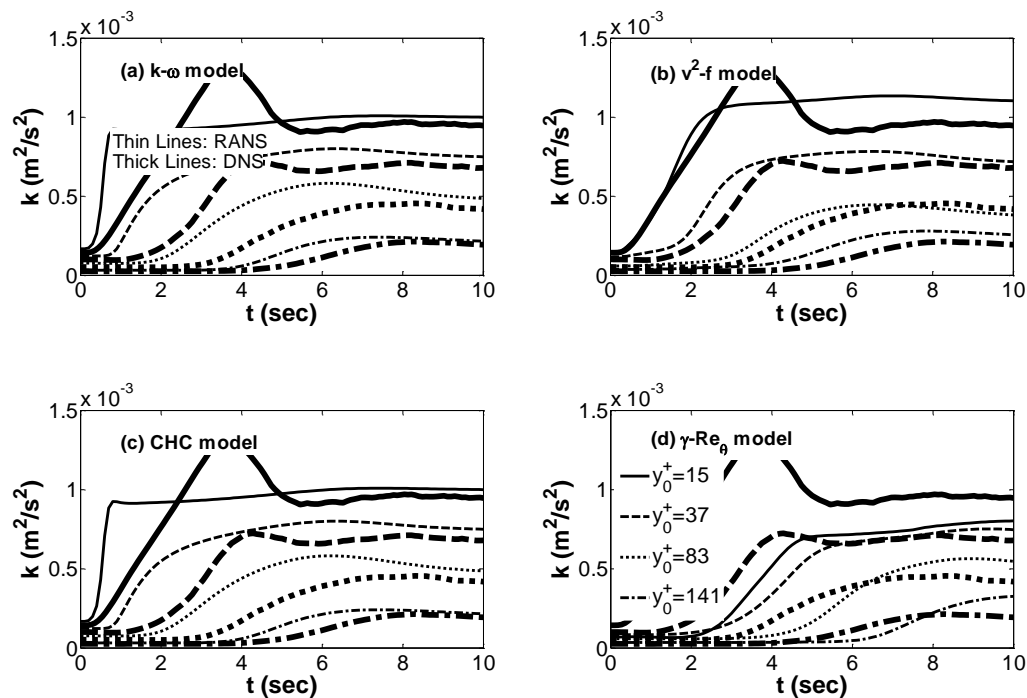 x 10⁻³
1.5
1
0.5
0
k (m²/s²)
(a) k-ω model
Thin Lines: RANS
Thick Lines: DNS
0 2 4 6 8 10
t (sec)
x 10⁻³
1.5
1
0.5
0
k (m²/s²)
(b) v²-f model
0 2 4 6 8 10
t (sec)
x 10⁻³
1.5
1
0.5
0
k (m²/s²)
(c) CHC model
0 2 4 6 8 10
t (sec)
x 10⁻³
1.5
1
0.5
0
k (m²/s²)
(d) γ-Reθ model
y₀⁺=15
y₀⁺=37
y₀⁺=83
y₀⁺=141
0 2 4 6 8 10
t (sec)